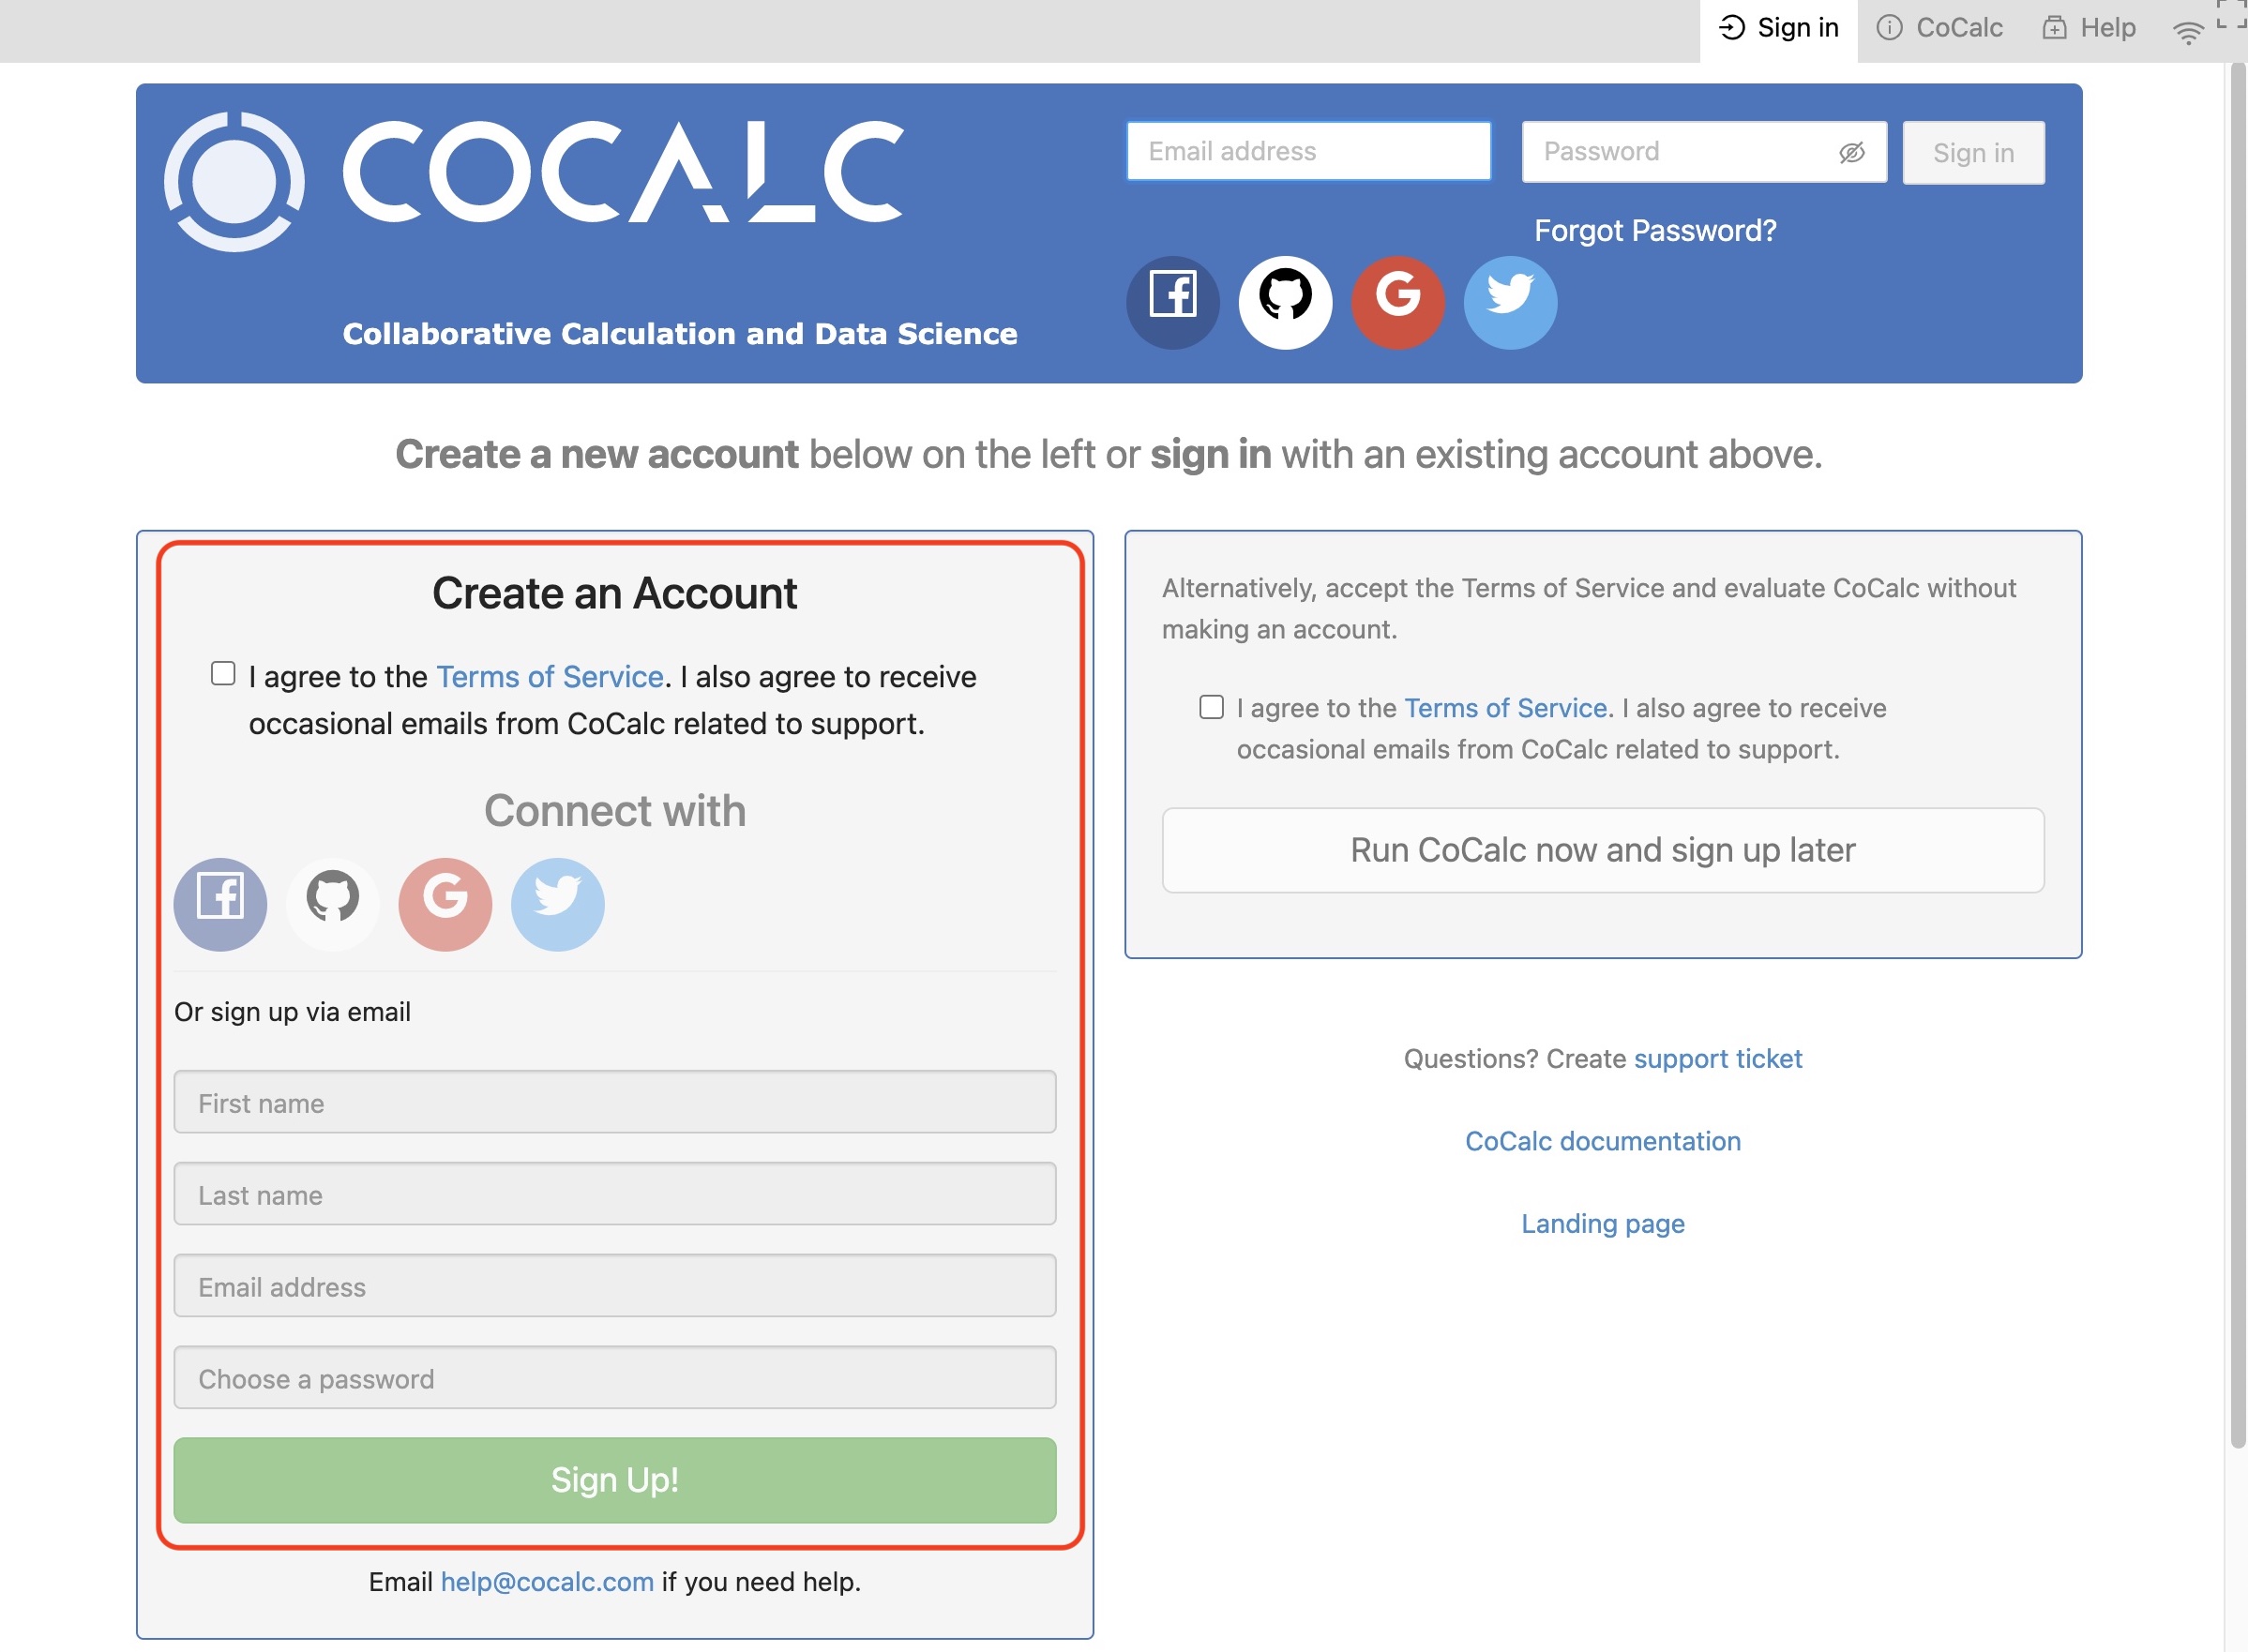 Sign in
CoCalc
Help
COCALC
Email address
Password
Sign in
Forgot Password?
Collaborative Calculation and Data Science
Create a new account below on the left or sign in with an existing account above.
Create an Account
I agree to the Terms of Service. I also agree to receive
occasional emails from CoCalc related to support.
Connect with
Or sign up via email
First name
Last name
Email address
Choose a password
Sign Up!
Email help@cocalc.com if you need help.
Alternatively, accept the Terms of Service and evaluate CoCalc without
making an account.
I agree to the Terms of Service. I also agree to receive
occasional emails from CoCalc related to support.
Run CoCalc now and sign up later
Questions? Create support ticket
CoCalc documentation
Landing page